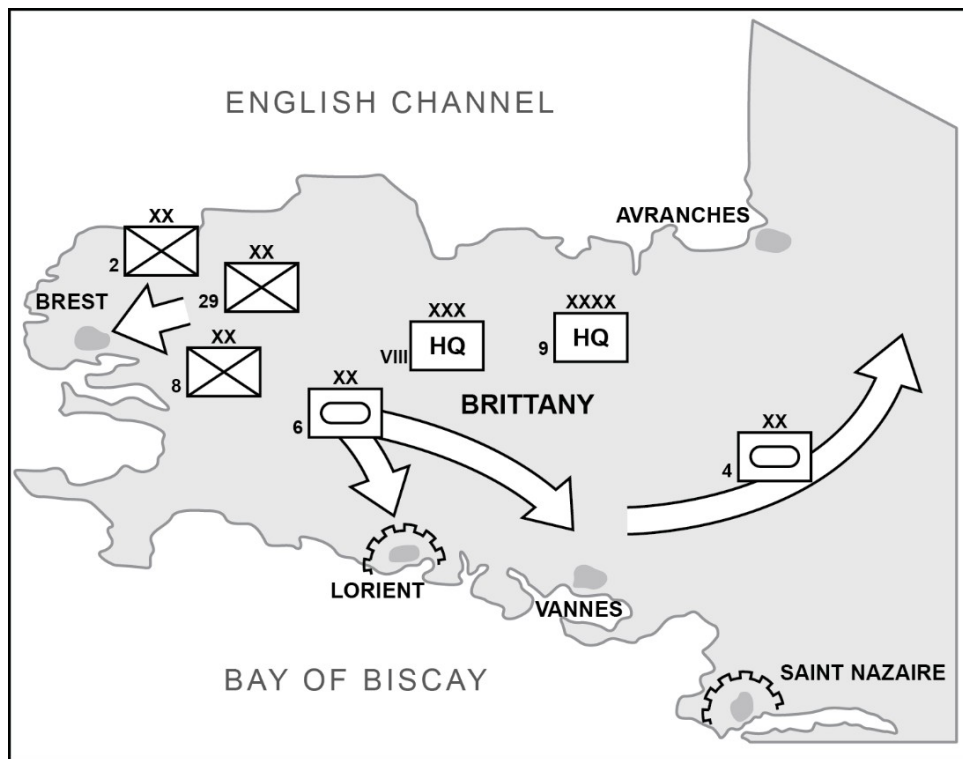 ENGLISH CHANNEL
AVRANCHES
XX
2
XX
29
BREST
XX
8
XXX
VIII HQ
XXXX
9 HQ
BRITTANY
XX
6
XX
4
LORIENT
VANNES
SAINT NAZAIRE
BAY OF BISCAY